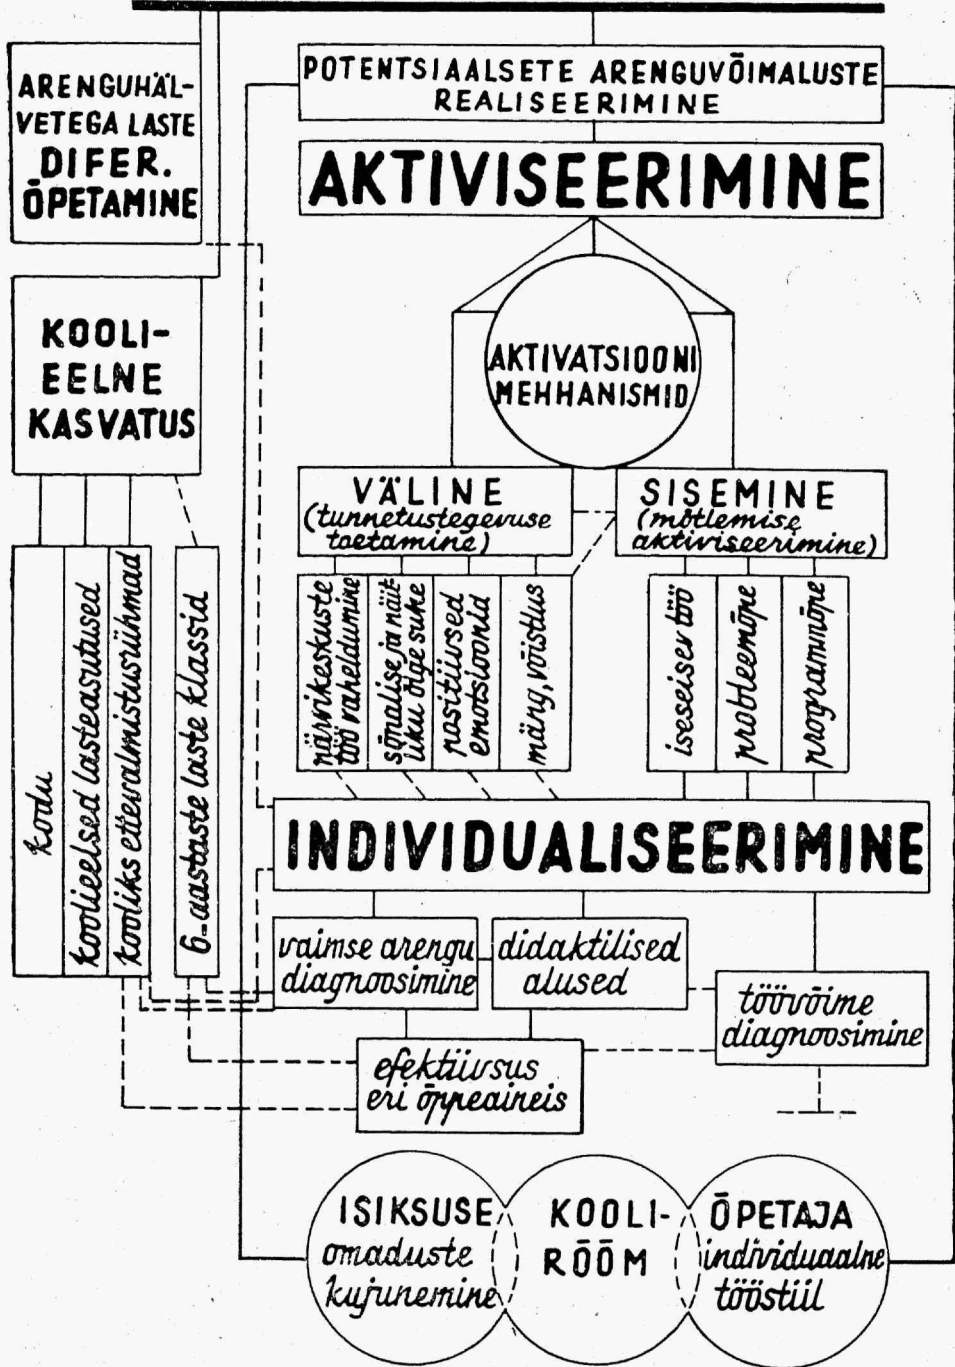 ARENGUHÄL-
VETEGA LASTE
DIFER.
ÕPETAMINE
POTENTSIAALSETE ARENGUVÕIMALUSTE
REALISEERIMINE
AKTIVISEERIMINE
KOOLI-
EELNE
KASVATUS
AKTIVATSIOONI
MEHHANISMID
VÄLINE
(tunnetustegevuse
toetamine)
SISEMINE
(mõtlemise
aktiviseerimine)
kodu
koolieelsed lasteasutused
kooliks ettevalmistusrühmad
6-aastaste laste klassid
närvikeskuste
töö vaheldumine
sõnalise ja näit-
liku õige suhe
positiivsed
emotsioonid
mäng, võistlus
iseseisev töö
probleemõpe
programmõpe
INDIVIDUALISEERIMINE
vaimse arengu
diagnoosimine
didaktilised
alused
töövõime
diagnoosimine
efektiivsus
eri õppeaineis
ISIKSUSE
omaduste
kujunemine
KOOLI-
RÕÕM
ÕPETAJA
individuaalne
tööstiil